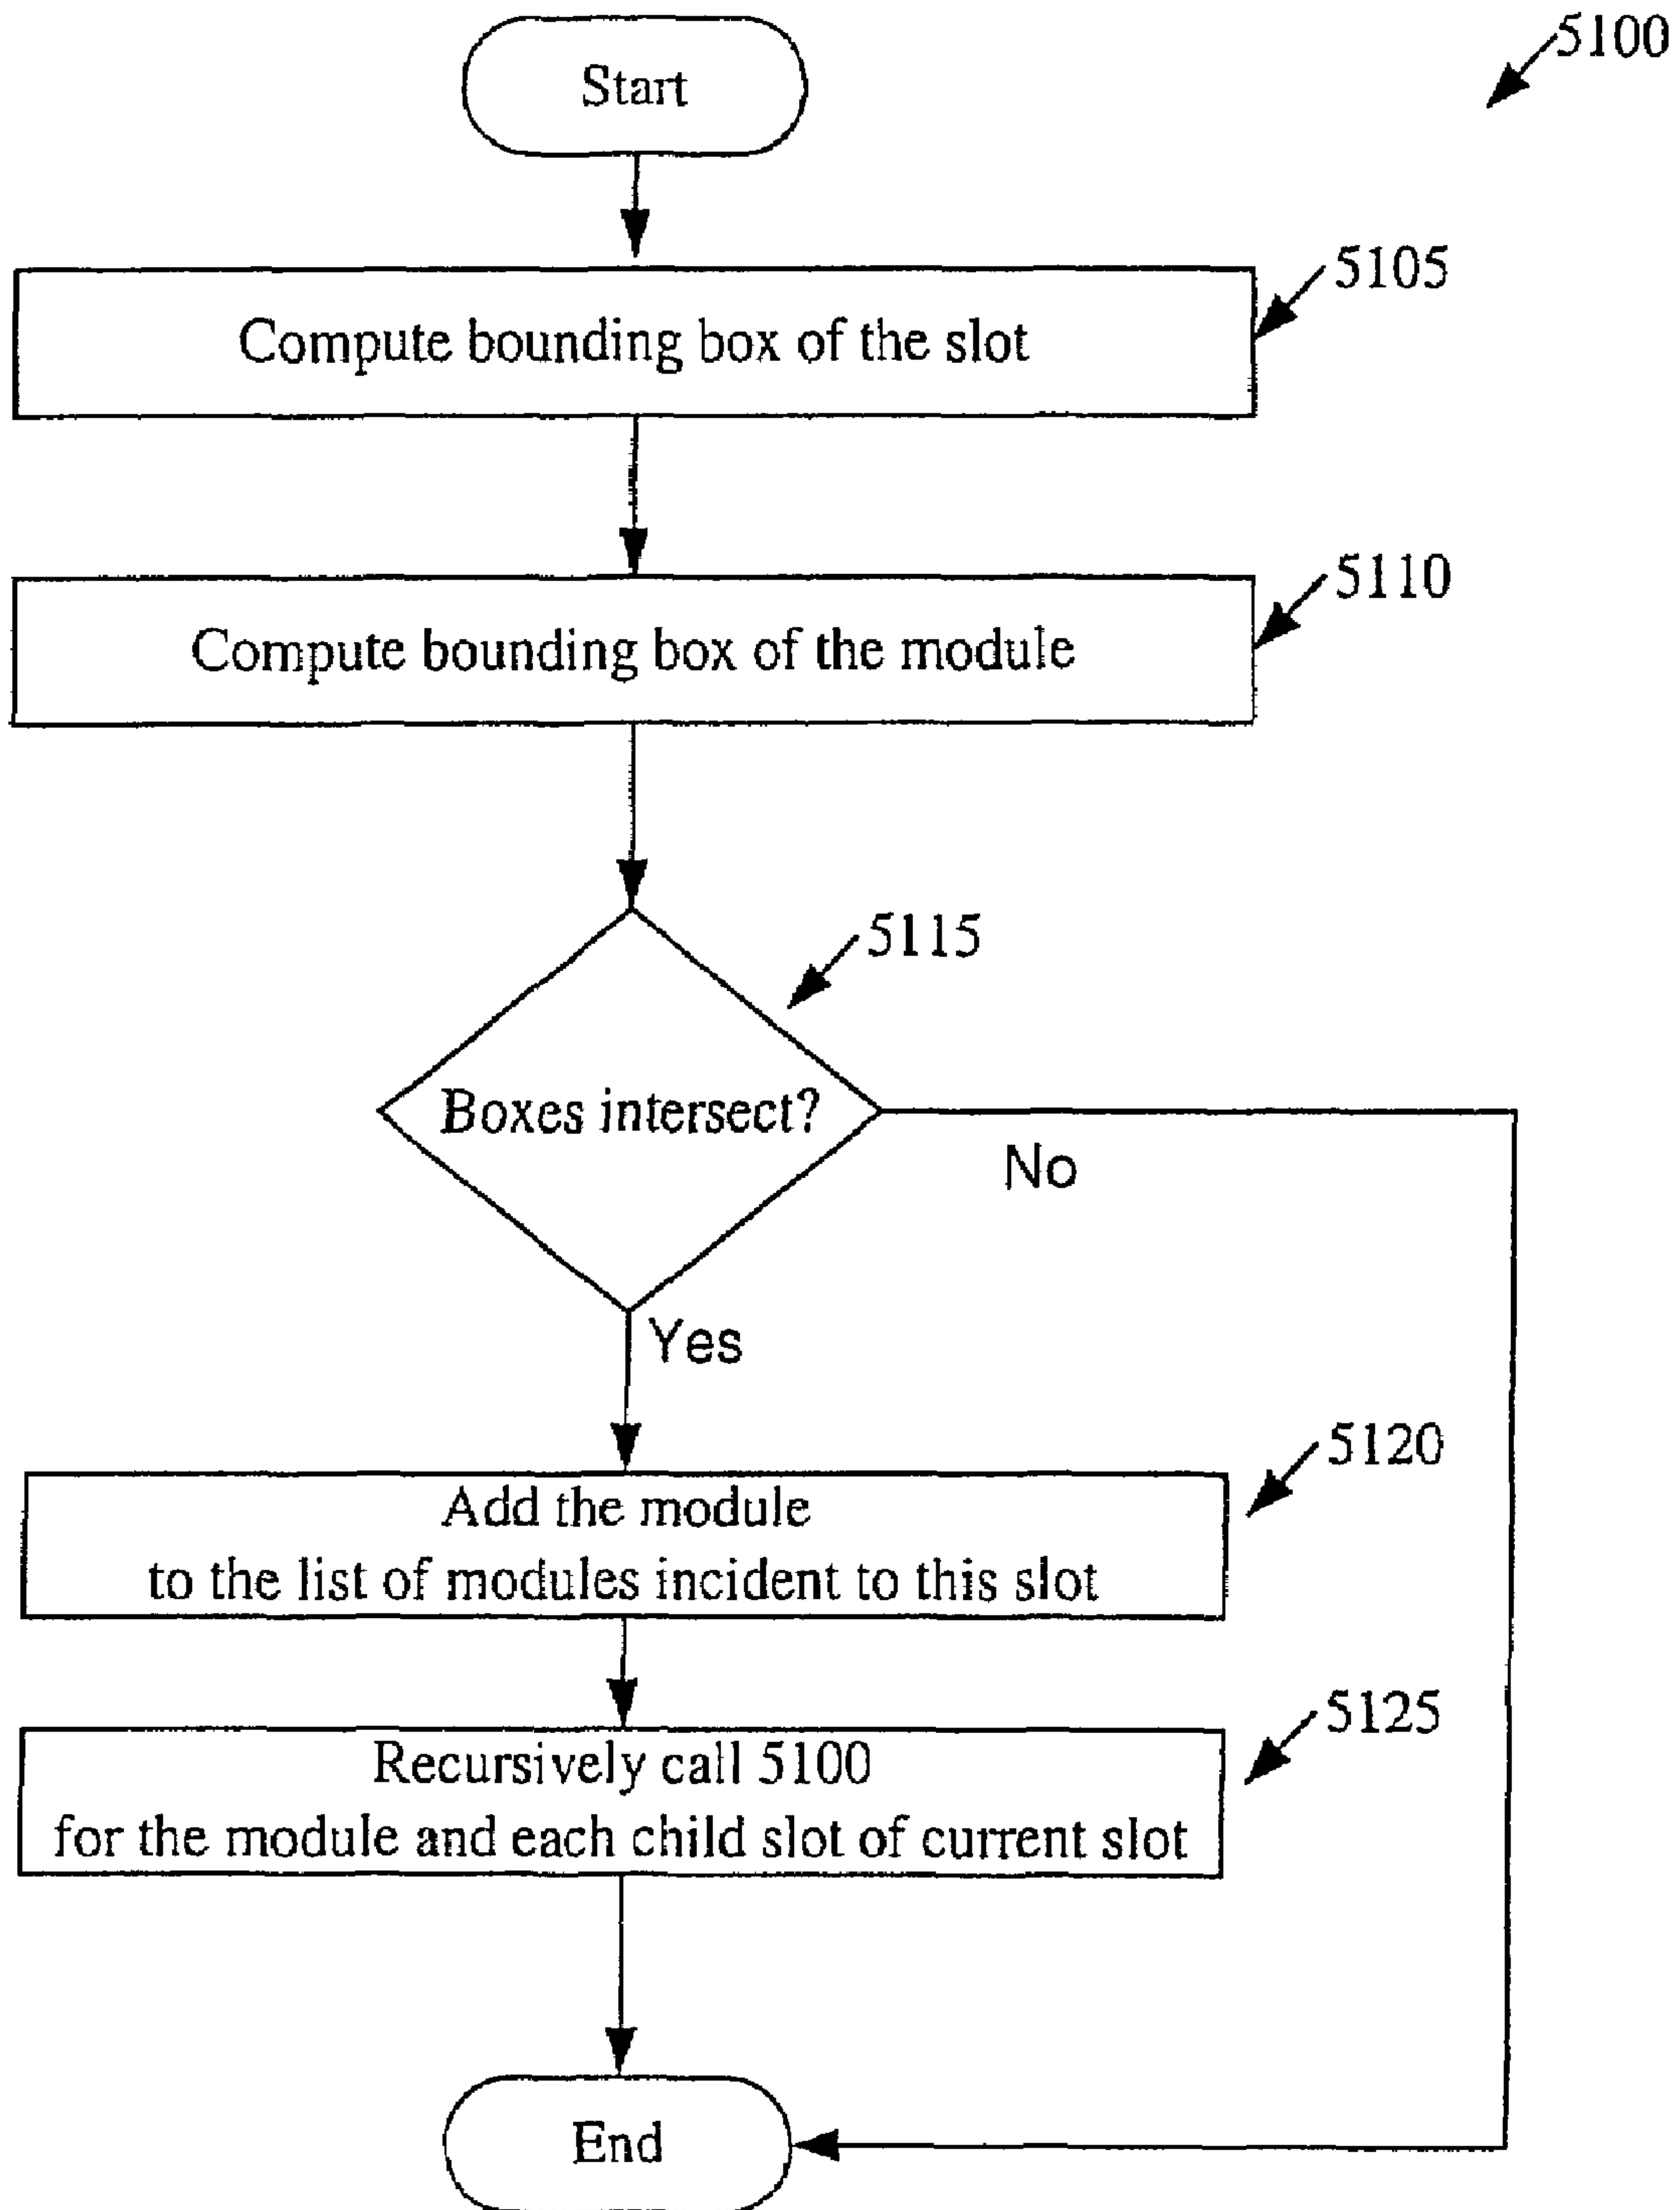 5100
Start
5105
Compute bounding box of the slot
5110
Compute bounding box of the module
5115
Boxes intersect?
No
Yes
5120
Add the module
to the list of modules incident to this slot
5125
Recursively call 5100
for the module and each child slot of current slot
End